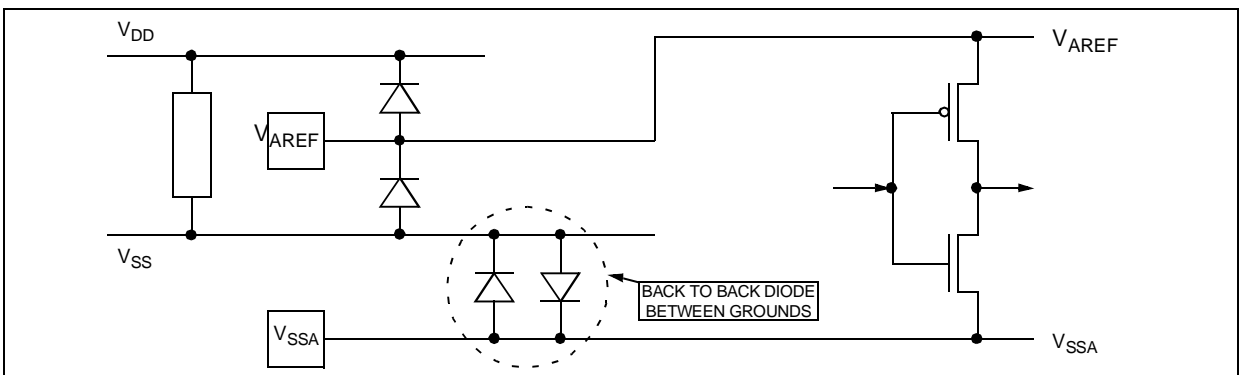 VDD
VAREF
VAREF
VSS
BACK TO BACK DIODE
BETWEEN GROUNDS
VSSA
VSSA